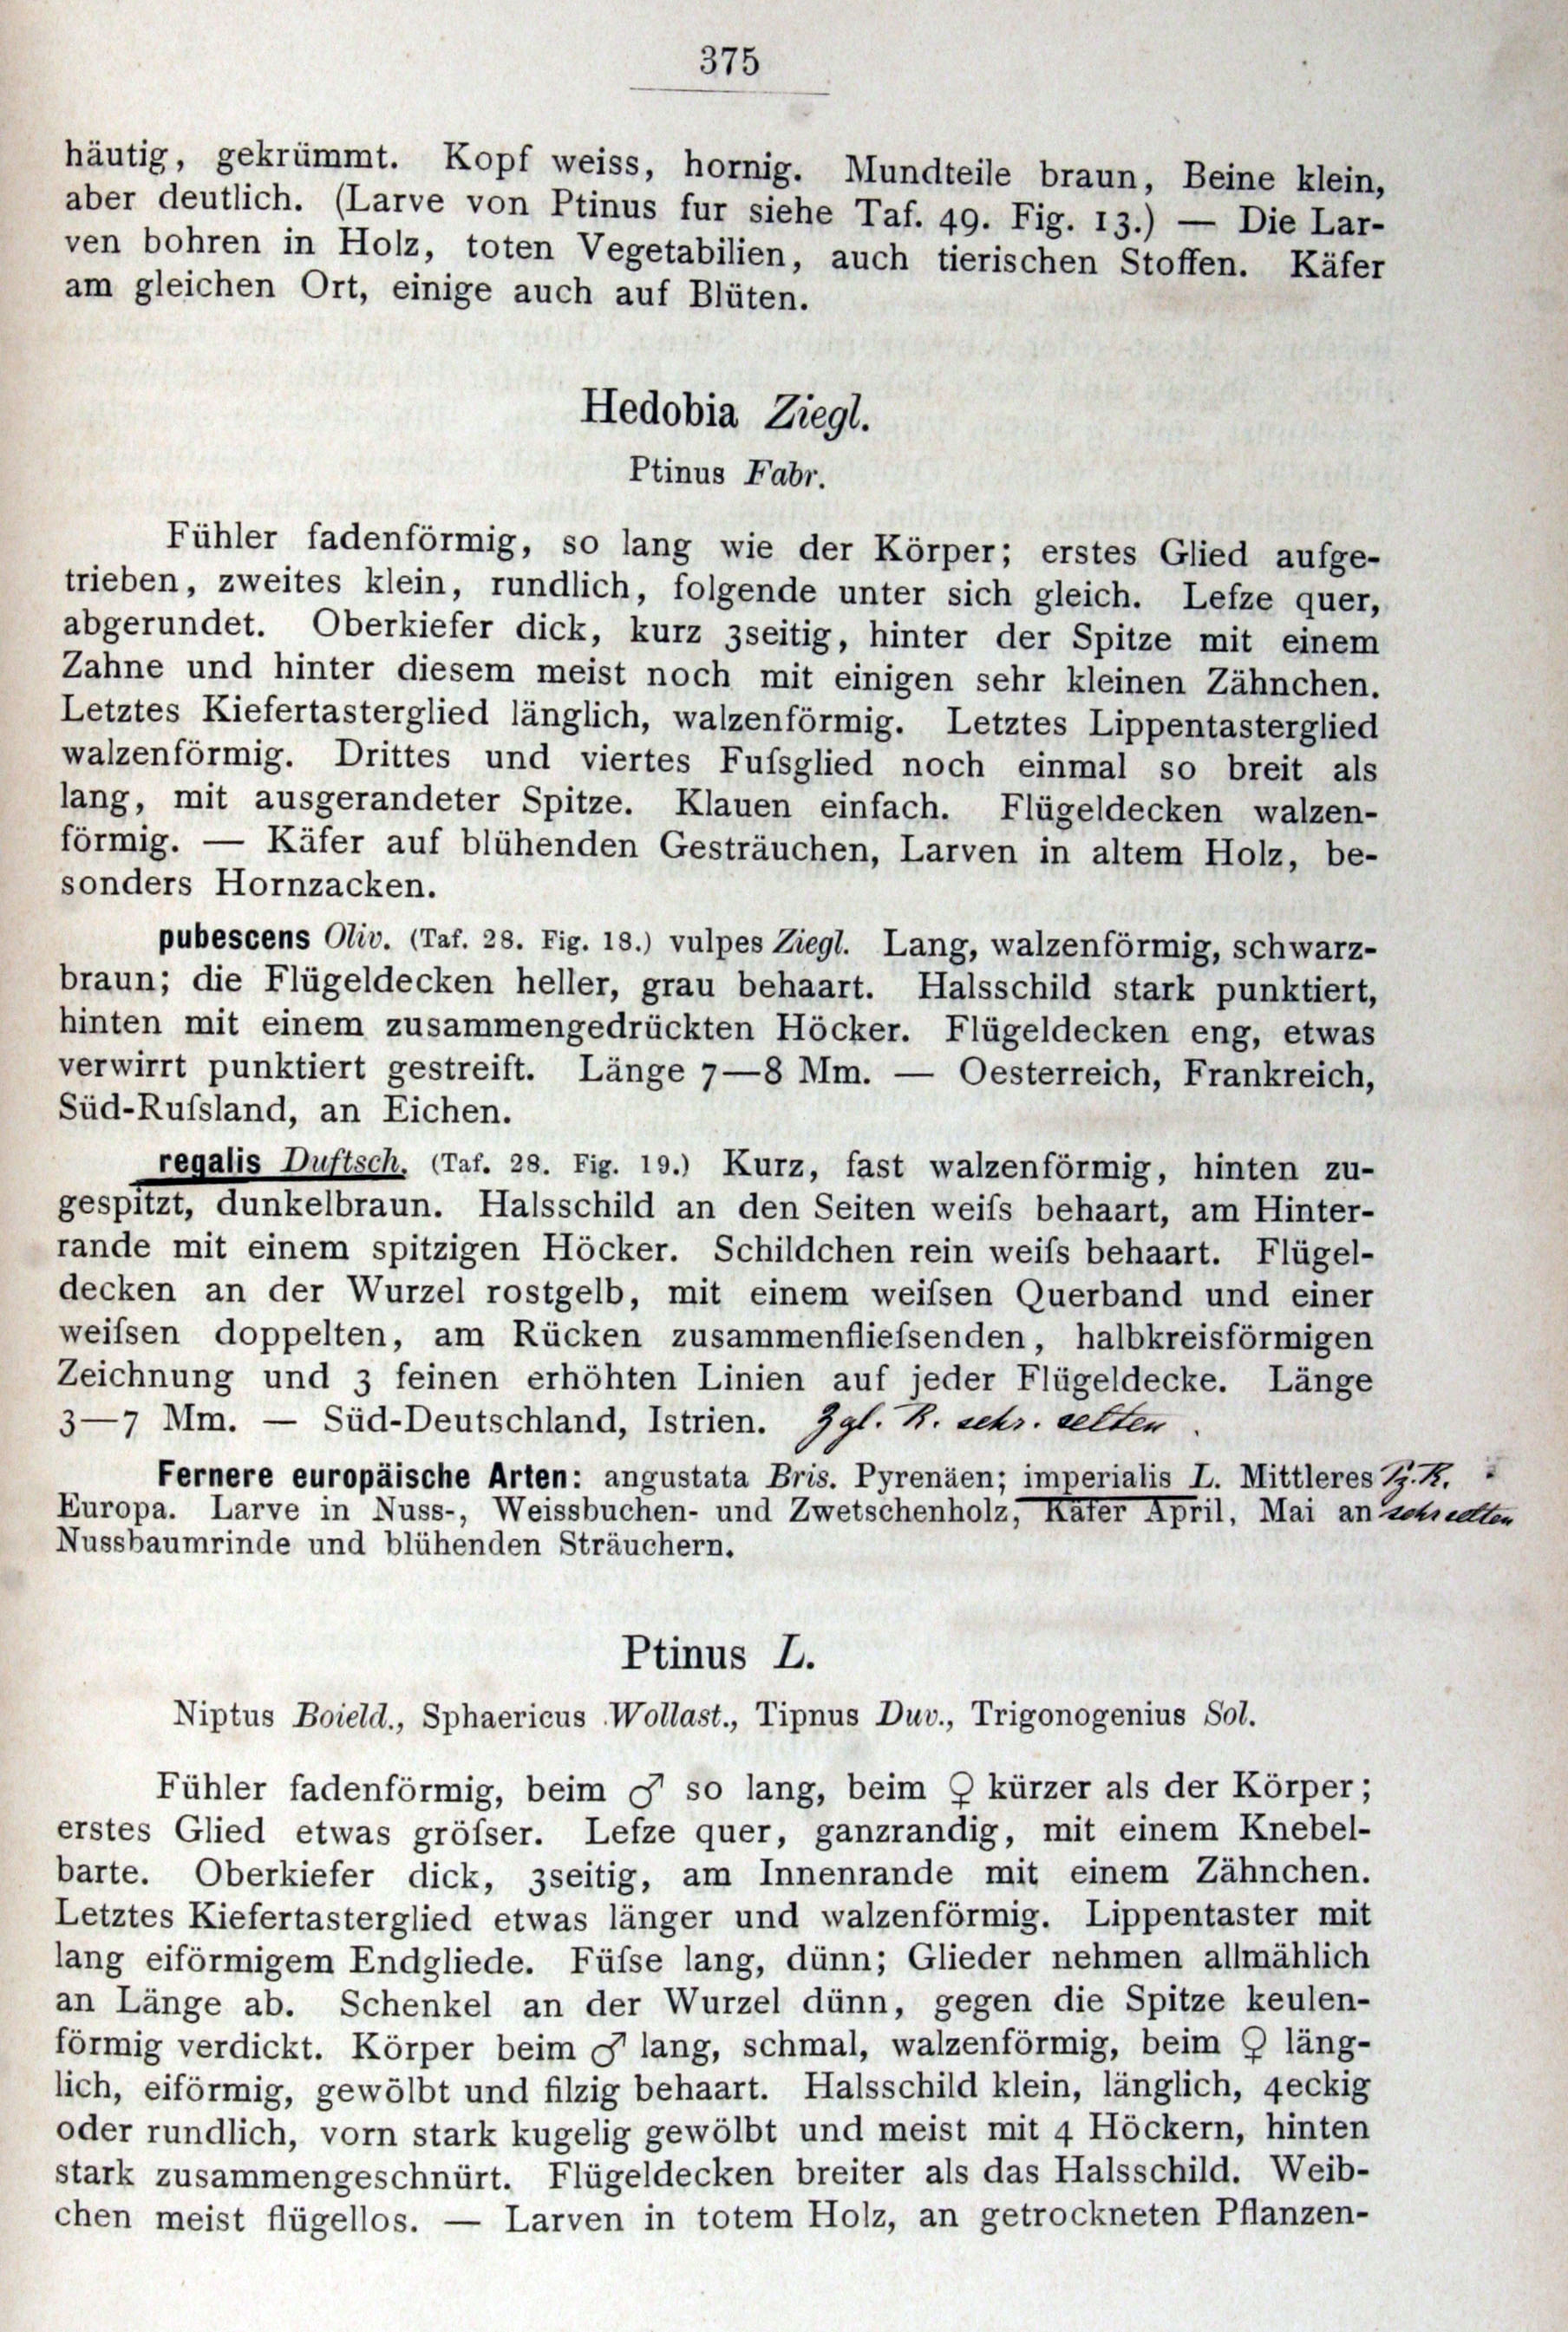 375
häutig, gekrümmt. Kopf weiss, hornig. Mundteile braun, Beine klein,
aber deutlich. (Larve von Ptinus fur siehe Taf. 49. Fig. 13.) — Die Lar-
ven bohren in Holz, toten Vegetabilien, auch tierischen Stoffen. Käfer
am gleichen Ort, einige auch auf Blüten.
Hedobia Ziegl.
Ptinus Fabr.
Fühler fadenförmig, so lang wie der Körper; erstes Glied aufge-
trieben, zweites klein, rundlich, folgende unter sich gleich. Lefze quer,
abgerundet. Oberkiefer dick, kurz 3seitig, hinter der Spitze mit einem
Zahne und hinter diesem meist noch mit einigen sehr kleinen Zähnchen.
Letztes Kiefertasterglied länglich, walzenförmig. Letztes Lippentasterglied
walzenförmig. Drittes und viertes Fuſsglied noch einmal so breit als
lang, mit ausgerandeter Spitze. Klauen einfach. Flügeldecken walzen-
förmig. — Käfer auf blühenden Gesträuchen, Larven in altem Holz, be-
sonders Hornzacken.
pubescens Oliv. (Taf. 28. Fig. 18.) vulpes Ziegl. Lang, walzenförmig, schwarz-
braun; die Flügeldecken heller, grau behaart. Halsschild stark punktiert,
hinten mit einem zusammengedrückten Höcker. Flügeldecken eng, etwas
verwirrt punktiert gestreift. Länge 7—8 Mm. — Oesterreich, Frankreich,
Süd-Ruſsland, an Eichen.
regalis Duftsch. (Taf. 28. Fig. 19.) Kurz, fast walzenförmig, hinten zu-
gespitzt, dunkelbraun. Halsschild an den Seiten weiſs behaart, am Hinter-
rande mit einem spitzigen Höcker. Schildchen rein weiſs behaart. Flügel-
decken an der Wurzel rostgelb, mit einem weiſsen Querband und einer
weiſsen doppelten, am Rücken zusammenflieſsenden, halbkreisförmigen
Zeichnung und 3 feinen erhöhten Linien auf jeder Flügeldecke. Länge
3—7 Mm. — Süd-Deutschland, Istrien. R. sehr. selten
Fernere europäische Arten: angustata Bris. Pyrenäen; imperialis L. Mittleres
Europa. Larve in Nuss-, Weissbuchen- und Zwetschenholz, Käfer April, Mai an sehr selten
Nussbaumrinde und blühenden Sträuchern.
Ptinus L.
Niptus Boield., Sphaericus Wollast., Tipnus Duv., Trigonogenius Sol.
Fühler fadenförmig, beim ♂ so lang, beim ♀ kürzer als der Körper;
erstes Glied etwas gröſser. Lefze quer, ganzrandig, mit einem Knebel-
barte. Oberkiefer dick, 3seitig, am Innenrande mit einem Zähnchen.
Letztes Kiefertasterglied etwas länger und walzenförmig. Lippentaster mit
lang eiförmigem Endgliede. Füſse lang, dünn; Glieder nehmen allmählich
an Länge ab. Schenkel an der Wurzel dünn, gegen die Spitze keulen-
förmig verdickt. Körper beim ♂ lang, schmal, walzenförmig, beim ♀ läng-
lich, eiförmig, gewölbt und filzig behaart. Halsschild klein, länglich, 4eckig
oder rundlich, vorn stark kugelig gewölbt und meist mit 4 Höckern, hinten
stark zusammengeschnürt. Flügeldecken breiter als das Halsschild. Weib-
chen meist flügellos. — Larven in totem Holz, an getrockneten Pflanzen-